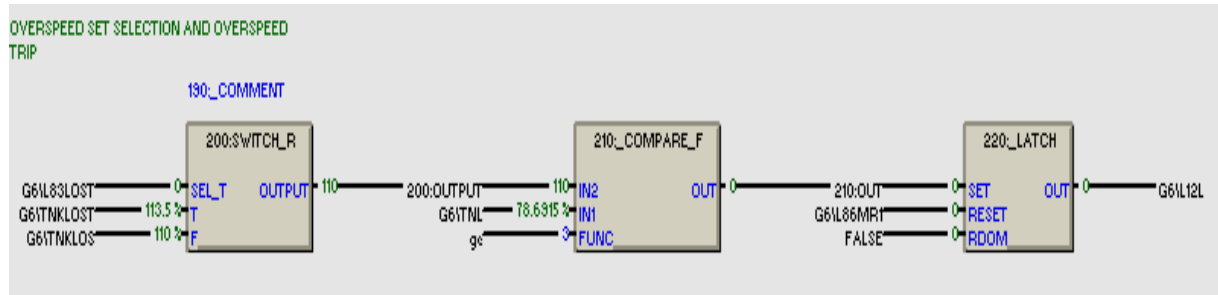 OVERSPEED SET SELECTION AND OVERSPEED
TRIP
190:_COMMENT
200:SWITCH_R
G6\L83LOST 0 SEL_T OUTPUT 110
G6\TNKLOST 113.5 % T
G6\TNKLOS 110 % F
210:_COMPARE_F
200:OUTPUT 110 IN2 OUT 0
G6\TNL 78.6915 % IN1
ge 3 FUNC
220:_LATCH
210:OUT 0 SET OUT 0 G6\L12L
G6\L86MR1 0 RESET
FALSE 0 RDOM